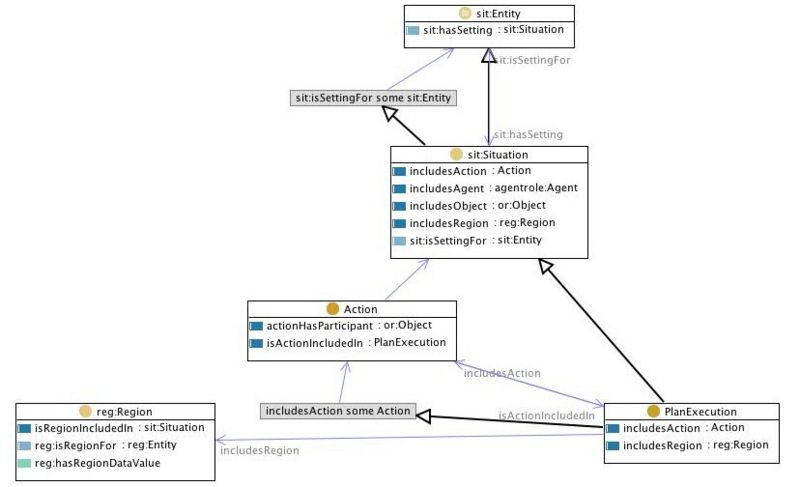 sit:Entity
sit:hasSetting : sit:Situation
sit:isSettingFor
sit:isSettingFor some sit:Entity
sit:hasSetting
sit:Situation
includesAction : Action
includesAgent : agentrole:Agent
includesObject : or:Object
includesRegion : reg:Region
sit:isSettingFor : sit:Entity
Action
actionHasParticipant : or:Object
isActionIncludedIn : PlanExecution
includesAction
includesAction some Action
isActionIncludedIn
reg:Region
isRegionIncludedIn : sit:Situation
reg:isRegionFor : reg:Entity
reg:hasRegionDataValue
includesRegion
PlanExecution
includesAction : Action
includesRegion : reg:Region